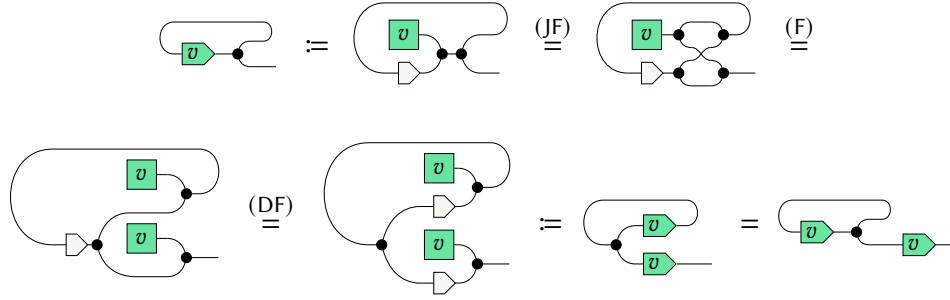 v := v (JF) = v (F) =
v v (DF) = v v := v v = v v